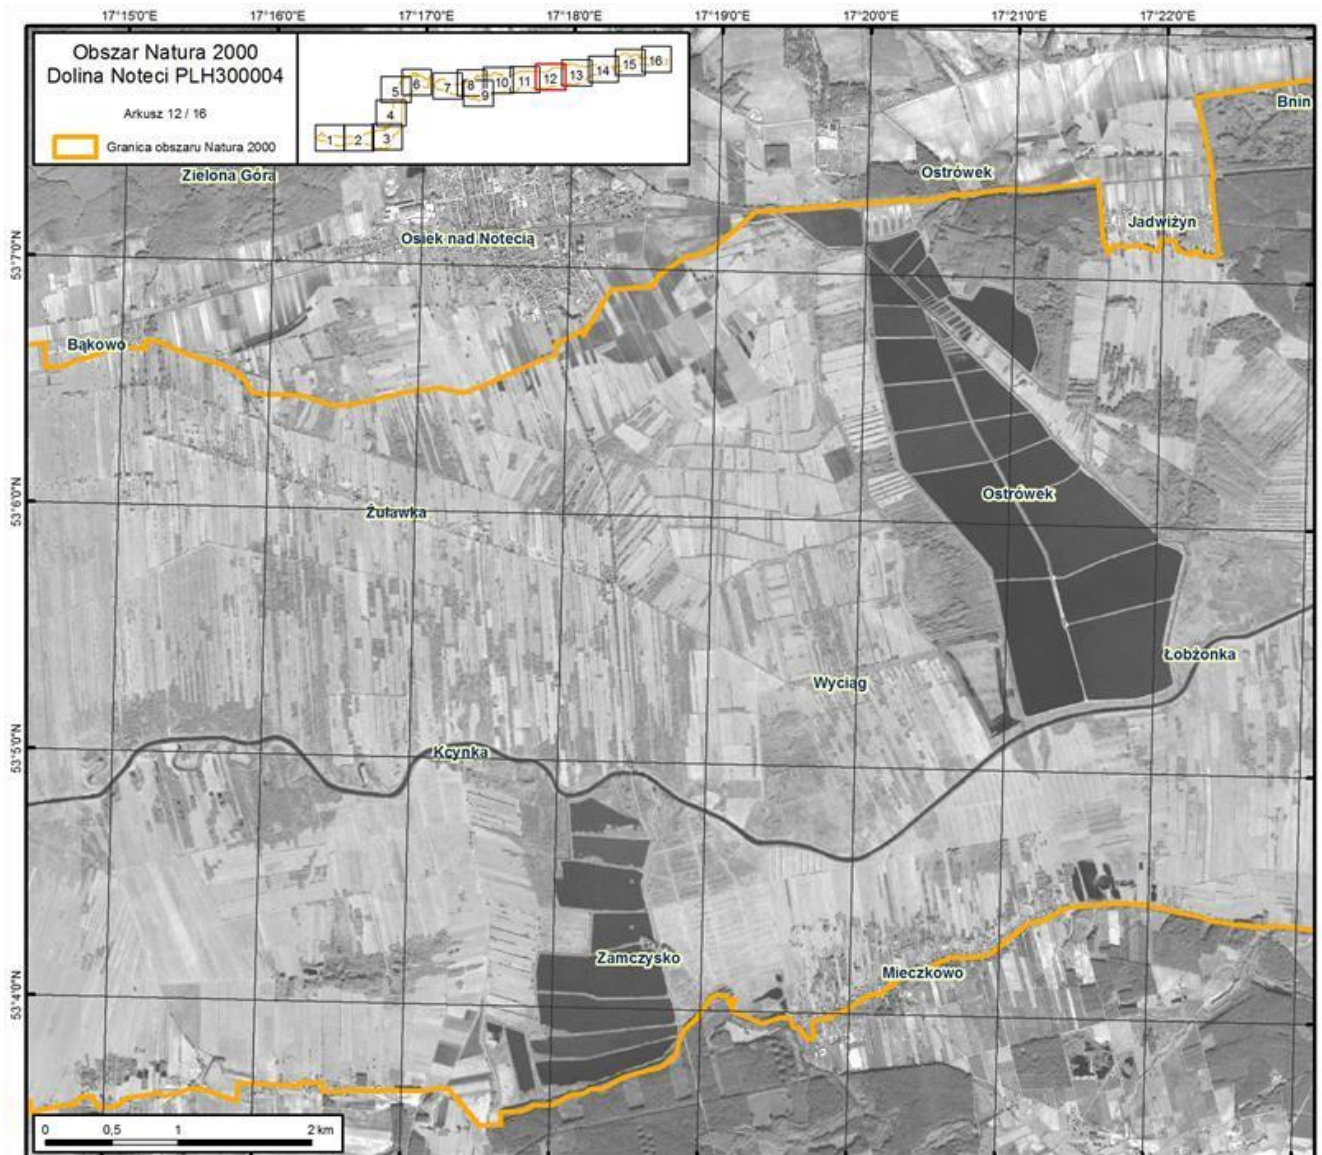 17°15'0"E 17°16'0"E 17°17'0"E 17°18'0"E 17°19'0"E 17°20'0"E 17°21'0"E 17°22'0"E
Obszar Natura 2000
Dolina Noteci PLH300004
Arkusz 12 / 16
Granica obszaru Natura 2000
1 2 3 4 5 6 7 8 9 10 11 12 13 14 15 16
Bnin
Zielona Góra
Ostrówek
Jadwiżyn
Osiek nad Notecią
53°7'0"N
Bąkowo
53°6'0"N
Ostrówek
Żuławka
Łobżonka
Wyciąg
53°5'0"N
Kcynka
Zamczysko
Mieczkowo
53°4'0"N
0 0,5 1 2 km